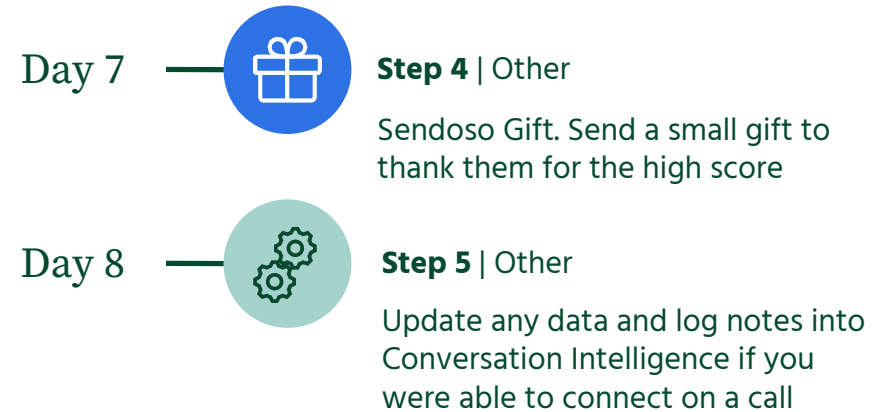 Day 7
Step 4 | Other
Sendoso Gift. Send a small gift to
thank them for the high score
Day 8
Step 5 | Other
Update any data and log notes into
Conversation Intelligence if you
were able to connect on a call